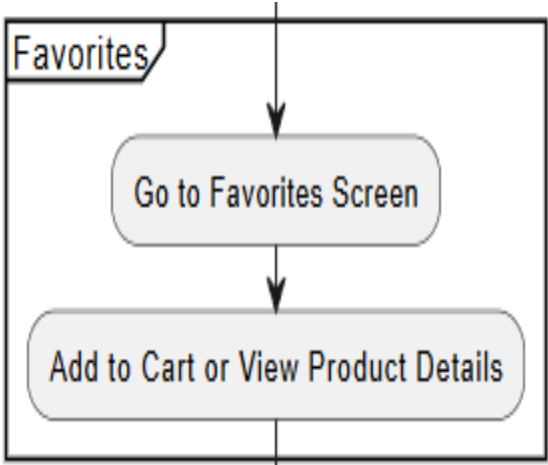 Favorites
Go to Favorites Screen
Add to Cart or View Product Details